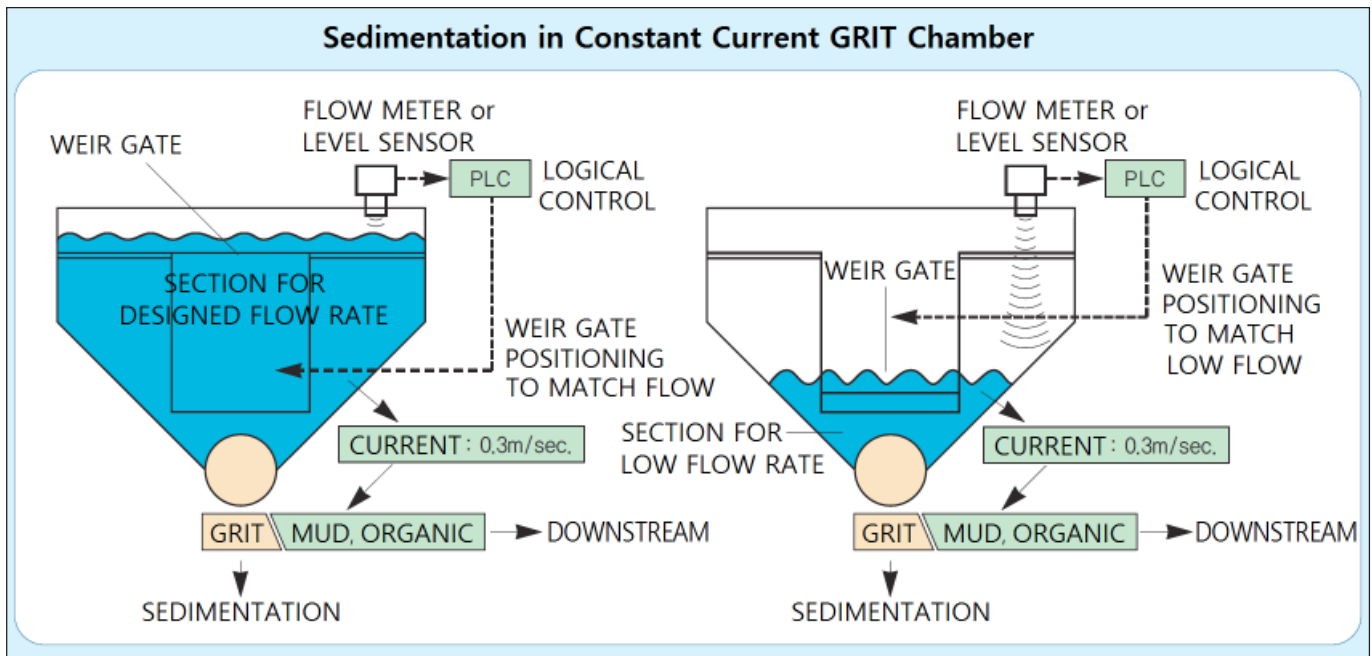 Sedimentation in Constant Current GRIT Chamber
FLOW METER or
LEVEL SENSOR
WEIR GATE
PLC
LOGICAL
CONTROL
SECTION FOR
DESIGNED FLOW RATE
WEIR GATE
POSITIONING
TO MATCH FLOW
CURRENT : 0.3m/sec.
GRIT
MUD, ORGANIC
DOWNSTREAM
SEDIMENTATION
FLOW METER or
LEVEL SENSOR
PLC
LOGICAL
CONTROL
WEIR GATE
WEIR GATE
POSITIONING
TO MATCH
LOW FLOW
SECTION FOR
LOW FLOW RATE
CURRENT : 0.3m/sec.
GRIT
MUD, ORGANIC
DOWNSTREAM
SEDIMENTATION